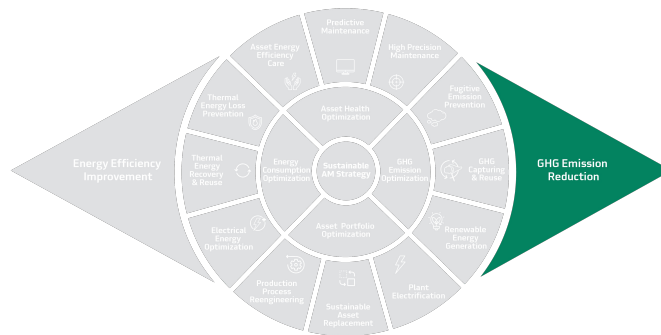 Predictive
Maintenance
Asset Energy
Efficiency
Care
High Precision
Maintenance
Thermal
Energy Loss
Prevention
Fugitive
Emission
Prevention
Asset Health
Optimization
Energy Efficiency
Improvement
Thermal
Energy
Recovery
& Reuse
Energy
Consumption
Optimization
Sustainable
AM Strategy
GHG
Emission
Optimization
GHG
Capturing
& Reuse
GHG Emission
Reduction
Electrical
Energy
Optimization
Asset Portfolio
Optimization
Renewable
Energy
Generation
Production
Process
Reengineering
Sustainable
Asset
Replacement
Plant
Electrification